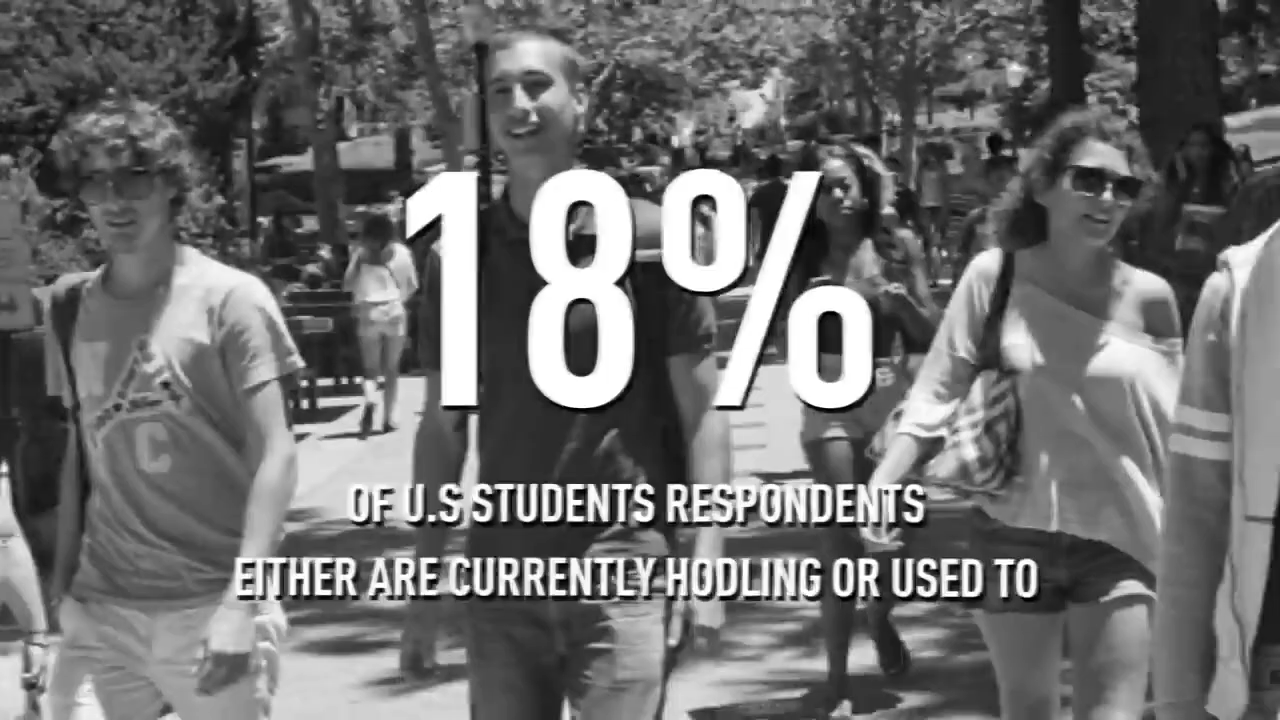 18%
OF U.S STUDENTS RESPONDENTS
EITHER ARE CURRENTLY HODLING OR USED TO
C